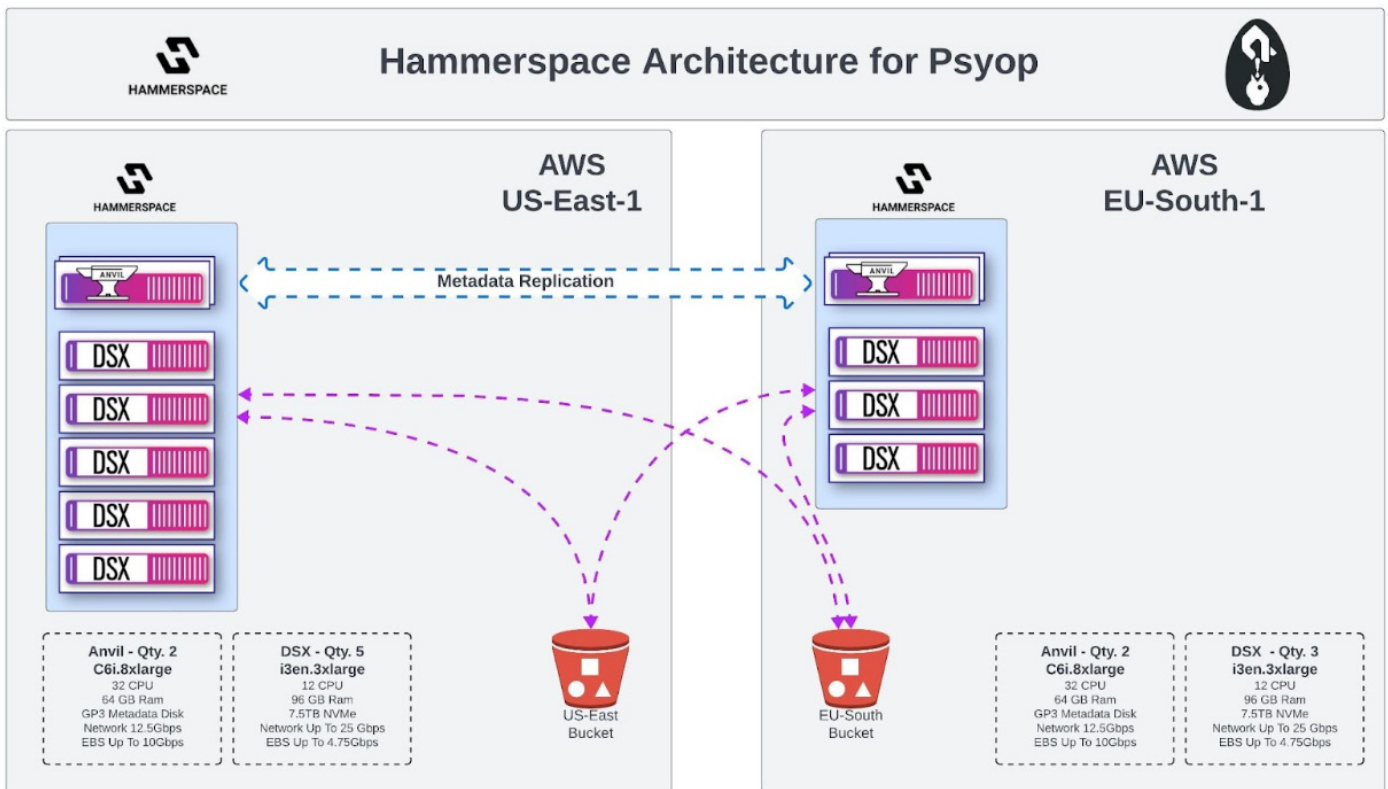 HAMMERSPACE
Hammerspace Architecture for Psyop
HAMMERSPACE
AWS
US-East-1
ANVIL
DSX
DSX
DSX
DSX
DSX
Metadata Replication
HAMMERSPACE
AWS
EU-South-1
ANVIL
DSX
DSX
DSX
Anvil - Qty. 2
C6i.8xlarge
32 CPU
64 GB Ram
GP3 Metadata Disk
Network 12.5Gbps
EBS Up To 10Gbps
DSX - Qty. 5
i3en.3xlarge
12 CPU
96 GB Ram
7.5TB NVMe
Network Up To 25 Gbps
EBS Up To 4.75Gbps
US-East
Bucket
EU-South
Bucket
Anvil - Qty. 2
C6i.8xlarge
32 CPU
64 GB Ram
GP3 Metadata Disk
Network 12.5Gbps
EBS Up To 10Gbps
DSX - Qty. 3
i3en.3xlarge
12 CPU
96 GB Ram
7.5TB NVMe
Network Up To 25 Gbps
EBS Up To 4.75Gbps